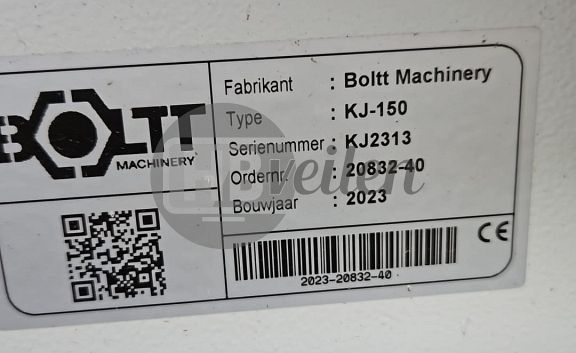 BOLTT
MACHINERY
Fabrikant : Boltt Machinery
Type : KJ-150
Serienummer : KJ2313
Ordernr. : 20832-40
Bouwjaar : 2023
CE
2023-20832-40
veilen